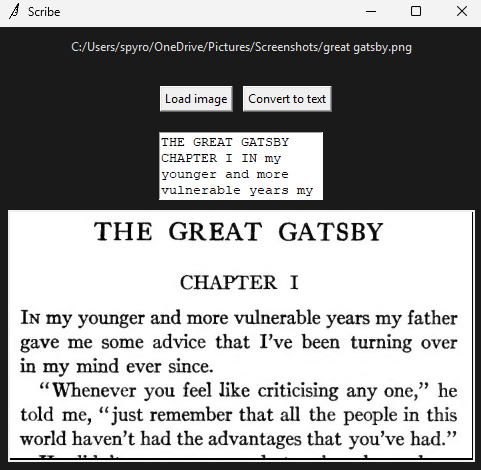 Scribe
C:/Users/spyro/OneDrive/Pictures/Screenshots/great gatsby.png
Load image Convert to text
THE GREAT GATSBY
CHAPTER I IN my
younger and more
vulnerable years my
THE GREAT GATSBY
CHAPTER I
IN my younger and more vulnerable years my father
gave me some advice that I've been turning over
in my mind ever since.
"Whenever you feel like criticising any one," he
told me, "just remember that all the people in this
world haven't had the advantages that you've had."